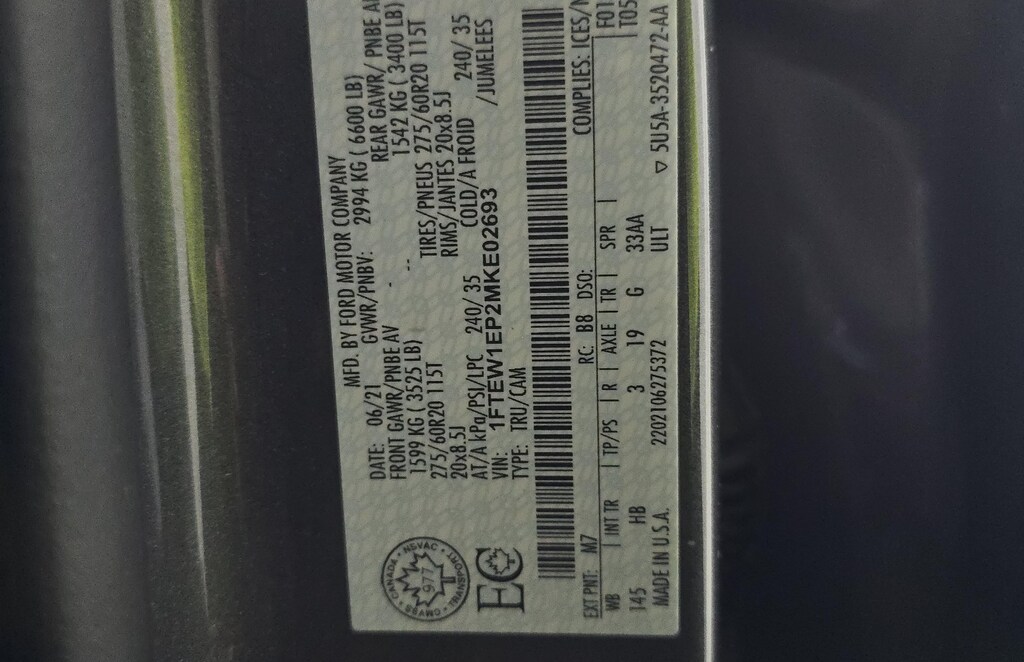 MFD. BY FORD MOTOR COMPANY
DATE: 06/21 GVWR/PNBV: 2994 KG ( 6600 LB)
FRONT GAWR/PNBE AV REAR GAWR/ PNBE
1599 KG ( 3525 LB) 1542 KG ( 3400 LB)
275/60R20 115T TIRES/PNEUS 275/60R20 115T
20x8.5J RIMS/JANTES 20x8.5J
AT/A kPa/PSI/LPC 240/ 35 COLD/A FROID 240/ 35
VIN: 1FTEW1EP2MKE02693 /JUMELEES
TYPE: TRU/CAM
CANADA • NSVAC • TRANSPORT • CMVSS •
977
EC
COMPLIES: ICES/
EXT PNT: M7 RC: B8 DSO: F01
WB | INT TR | TP/PS | R | AXLE | TR | SPR | T05
145 HB 3 19 G 33AA
MADE IN U.S.A. 2202106275372 ULT ▽ 5U5A-3520472-AA